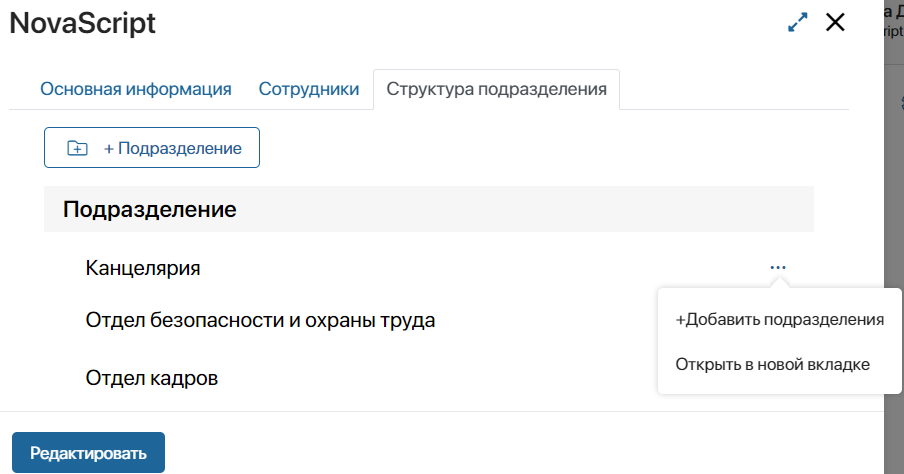 NovaScript
Основная информация
Сотрудники
Структура подразделения
+ Подразделение
Подразделение
Канцелярия
...
Отдел безопасности и охраны труда
+Добавить подразделения
Отдел кадров
Открыть в новой вкладке
Редактировать